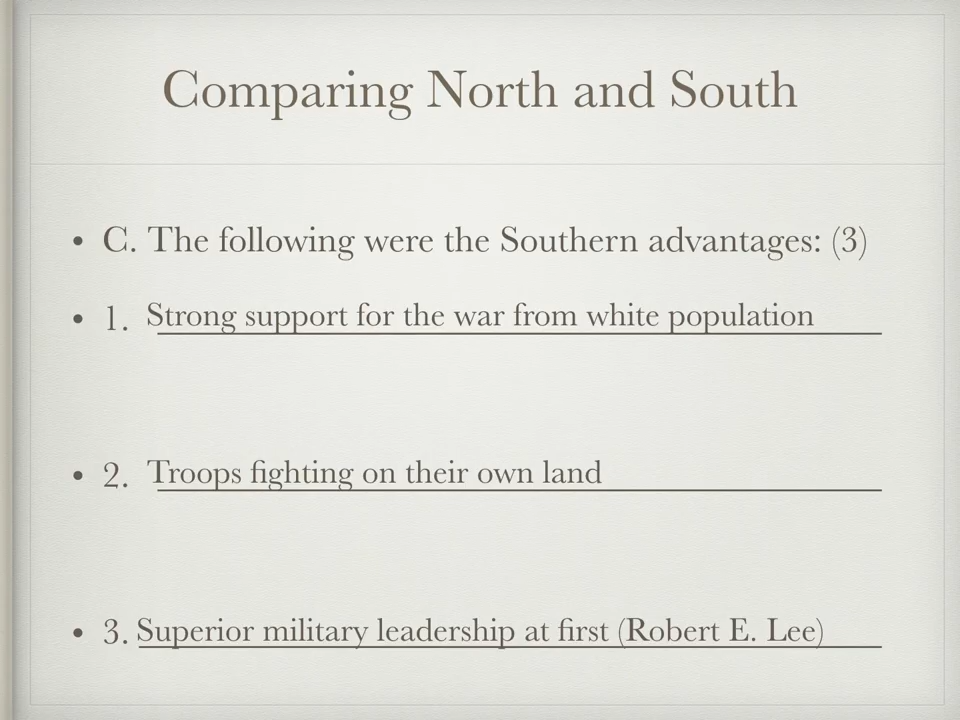 Comparing North and South
• C. The following were the Southern advantages: (3)
• 1. Strong support for the war from white population
• 2. Troops fighting on their own land
• 3. Superior military leadership at first (Robert E. Lee)